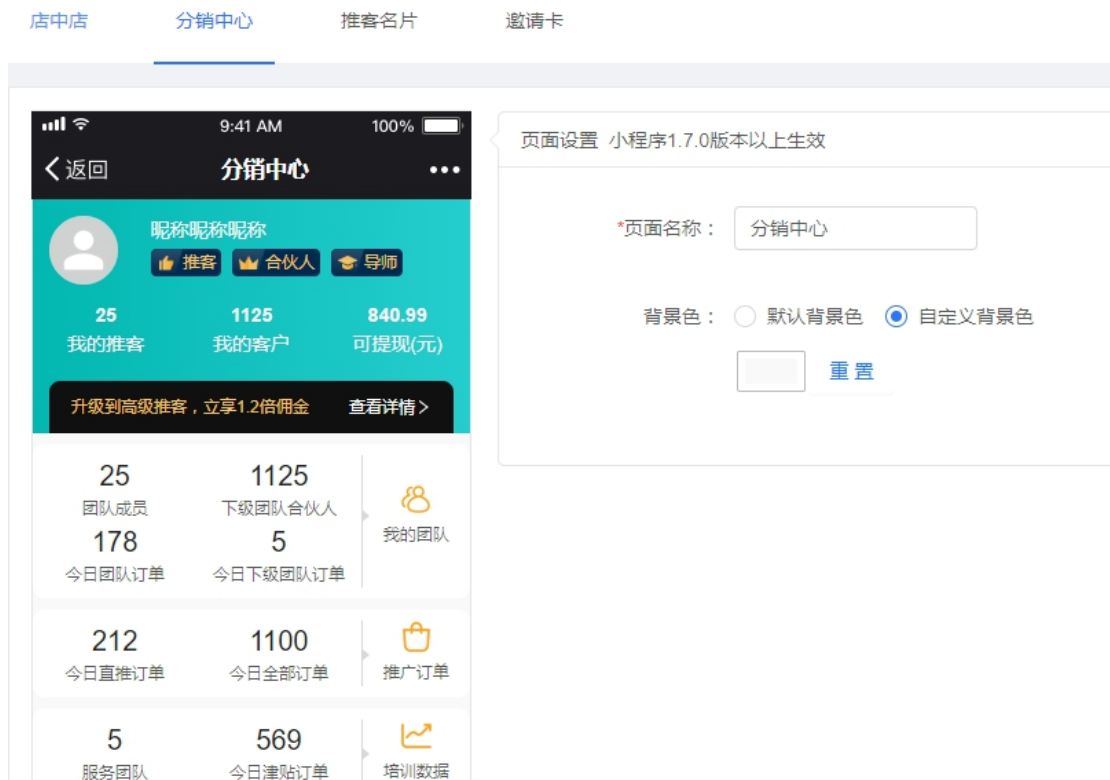 店中店 分销中心 推客名片 邀请卡
9:41 AM 100%
返回 分销中心
昵称昵称昵称
推客 合伙人 导师
25 1125 840.99
我的推客 我的客户 可提现(元)
升级到高级推客，立享1.2倍佣金 查看详情
25 1125
团队成员 下级团队合伙人
我的团队
178 5
今日团队订单 今日下级团队订单
212 1100
今日直推订单 今日全部订单 推广订单
5 569
服务团队 今日津贴订单 培训数据
页面设置 小程序1.7.0版本以上生效
*页面名称： 分销中心
背景色： 默认背景色 自定义背景色
重置